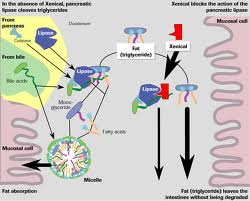 In the absence of Xenical, pancreatic
lipase cleaves triglycerides
Xenical blocks the action of the
pancreatic lipase
From
pancreas
Colipase
Lipase
Duodenum
Mucosal cell
From bile
Bile acids
Lipase
Fat
(triglyceride)
Xenical
Lipase
Mono-
glyceride
Fatty acids
Mucosal cell
Micelle
Fat absorption
Fat (triglyceride) leaves the
intestines without being degraded